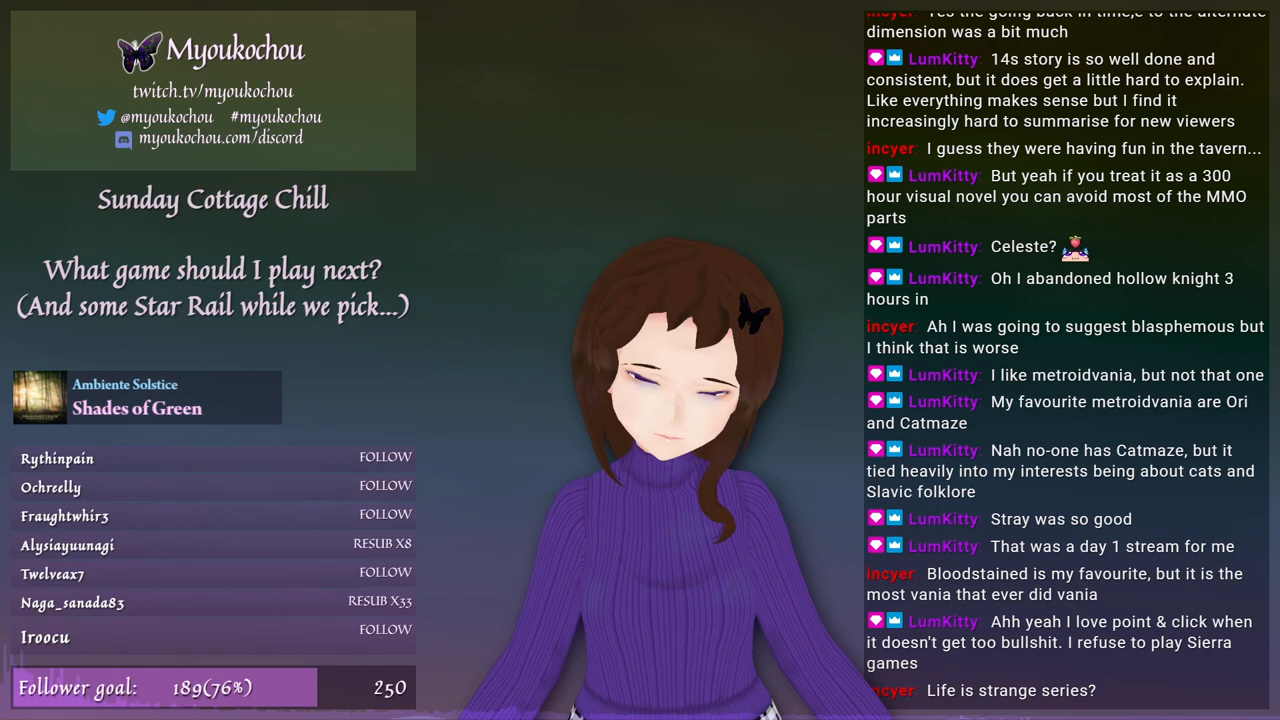 Myoukochou
twitch.tv/myoukochou
@myoukochou #myoukochou
myoukochou.com/discord
Sunday Cottage Chill
What game should I play next?
(And some Star Rail while we pick...)
Ambiente Solstice
Shades of Green
Rythinpain FOLLOW
Ochreelly FOLLOW
Fraughtwhir3 FOLLOW
Alysiayuunagi RESUB X8
Twelveax7 FOLLOW
Naga_sanada83 RESUB X33
Iroocu FOLLOW
Follower goal: 189(76%) 250
incyer: Yes the going back in time,e to the alternate
dimension was a bit much
LumKitty: 14s story is so well done and
consistent, but it does get a little hard to explain.
Like everything makes sense but I find it
increasingly hard to summarise for new viewers
incyer: I guess they were having fun in the tavern...
LumKitty: But yeah if you treat it as a 300
hour visual novel you can avoid most of the MMO
parts
LumKitty: Celeste?
LumKitty: Oh I abandoned hollow knight 3
hours in
incyer: Ah I was going to suggest blasphemous but
I think that is worse
LumKitty: I like metroidvania, but not that one
LumKitty: My favourite metroidvania are Ori
and Catmaze
LumKitty: Nah no-one has Catmaze, but it
tied heavily into my interests being about cats and
Slavic folklore
LumKitty: Stray was so good
LumKitty: That was a day 1 stream for me
incyer: Bloodstained is my favourite, but it is the
most vania that ever did vania
LumKitty: Ahh yeah I love point & click when
it doesn't get too bullshit. I refuse to play Sierra
games
incyer: Life is strange series?